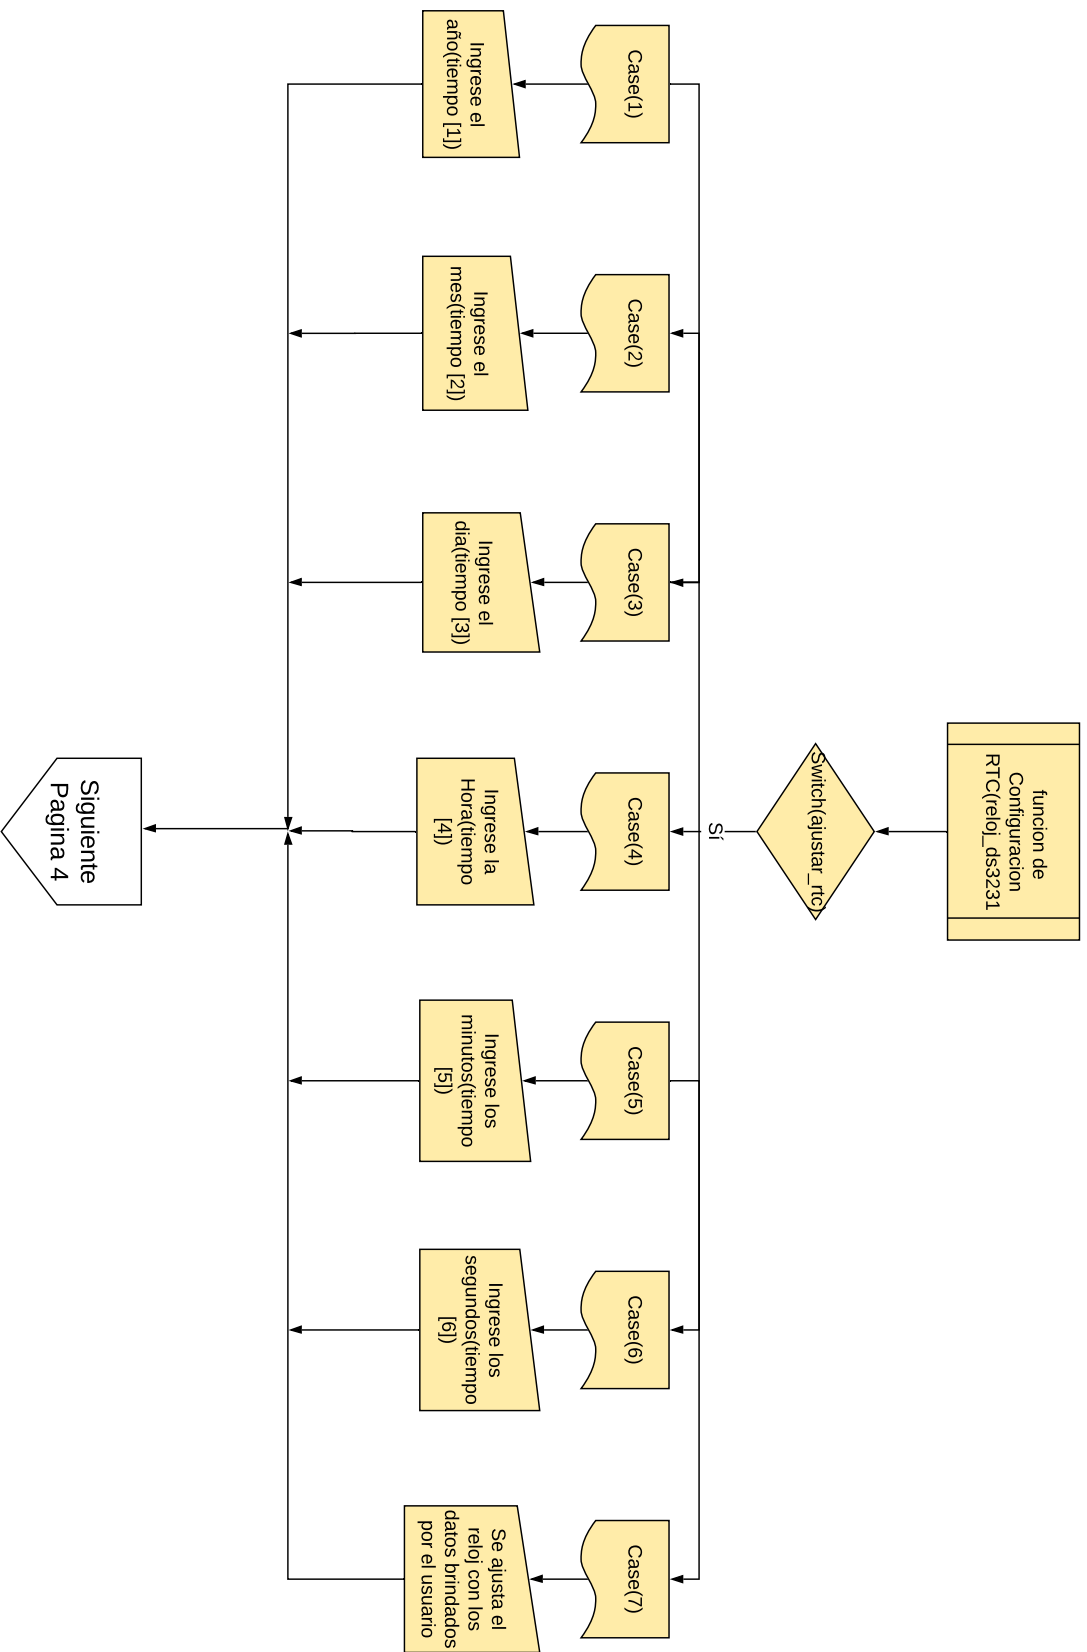 funcion de
Configuracion
RTC(reloj_ds3231
Switch(ajustar_rtc)
Sí
Case(1)
Case(2)
Case(3)
Case(4)
Case(5)
Case(6)
Case(7)
Ingrese el
año(tiempo [1])
Ingrese el
mes(tiempo [2])
Ingrese el
dia(tiempo [3])
Ingrese la
Hora(tiempo
[4])
Ingrese los
minutos(tiempo
[5])
Ingrese los
segundos(tiempo
[6])
Se ajusta el
reloj con los
datos brindados
por el usuario
Siguiente
Pagina 4